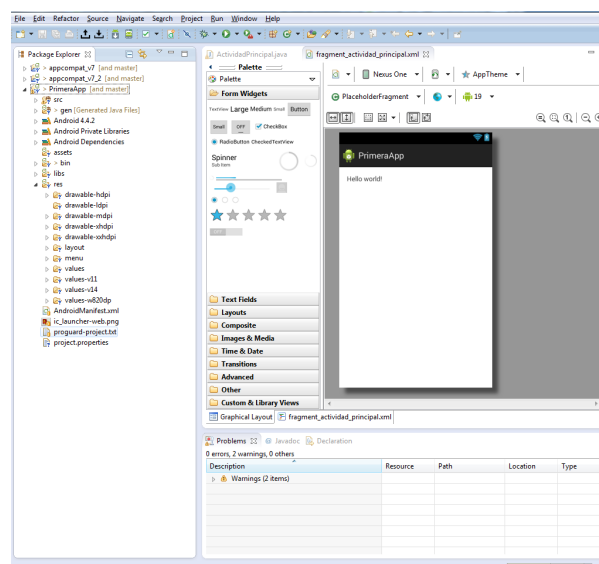 File Edit Refactor Source Navigate Search Project Run Window Help
Package Explorer
> appcompat_v7 [and master]
> appcompat_v7_2 [and master]
> PrimeraApp [and master]
src
> gen [Generated Java Files]
Android 4.4.2
Android Private Libraries
Android Dependencies
assets
> bin
libs
res
drawable-hdpi
drawable-ldpi
drawable-mdpi
drawable-xhdpi
drawable-xxhdpi
layout
menu
values
values-v11
values-v14
values-w820dp
AndroidManifest.xml
ic_launcher-web.png
proguard-project.txt
project.properties
ActividadPrincipal.java
fragment_actividad_principal.xml
Palette
Palette
Form Widgets
TextView Large Medium Small Button
Small OFF CheckBox
RadioButton CheckedTextView
Spinner
Sub Item
Text Fields
Layouts
Composite
Images & Media
Time & Date
Transitions
Advanced
Other
Custom & Library Views
Nexus One AppTheme
PlaceholderFragment 19
PrimeraApp
Hello world!
Graphical Layout fragment_actividad_principal.xml
Problems Javadoc Declaration
0 errors, 2 warnings, 0 others
Description Resource Path Location Type
Warnings (2 items)